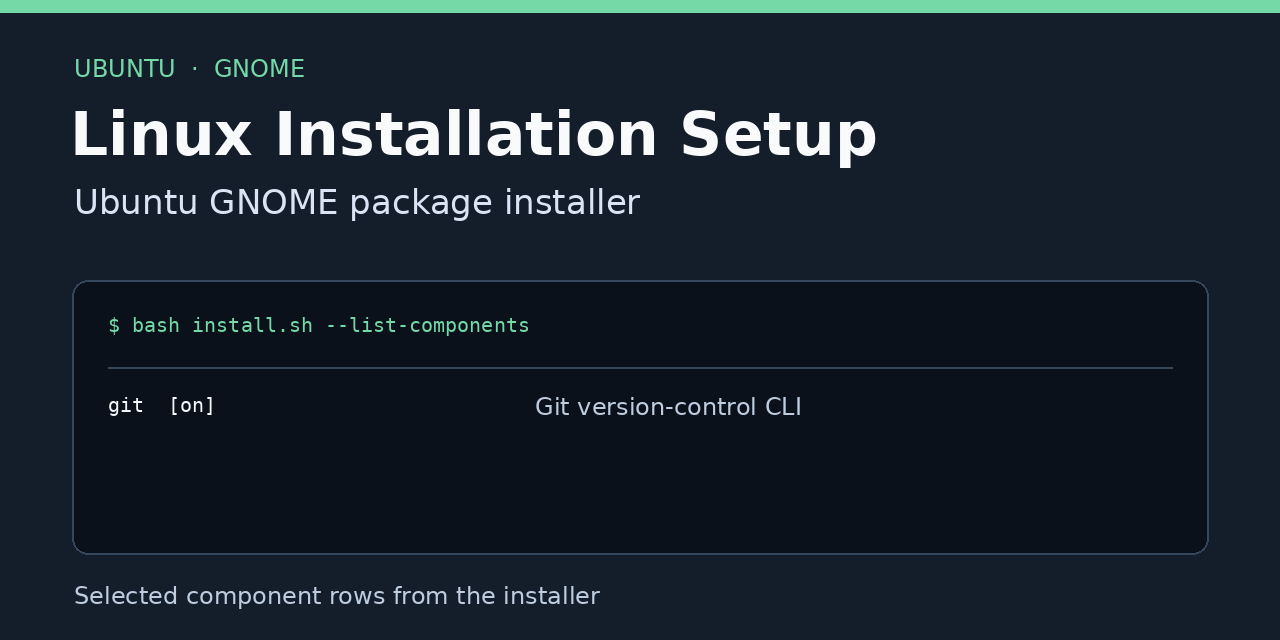 UBUNTU · GNOME
Linux Installation Setup
Ubuntu GNOME package installer
$ bash install.sh --list-components
git  [on]  Git version-control CLI
Selected component rows from the installer